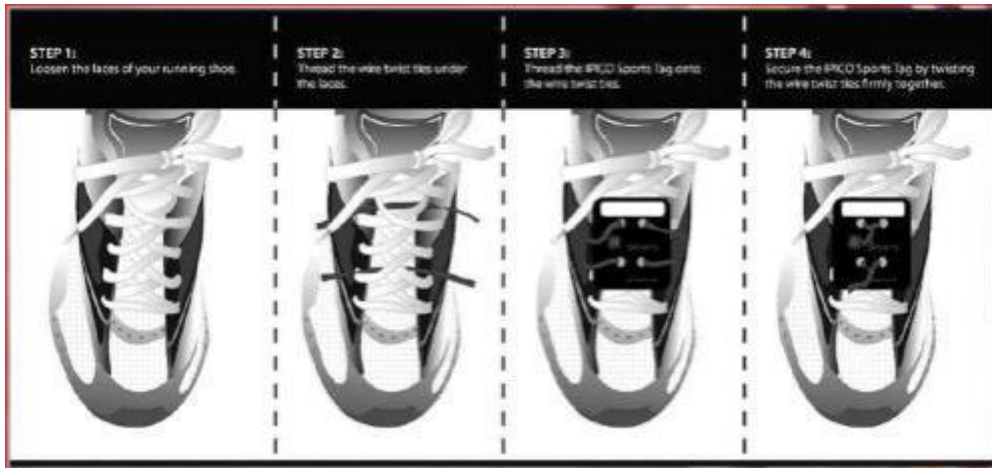 STEP 1:
Loosen the laces of your running shoe.
STEP 2:
Thread the wire twist ties under
the laces.
STEP 3:
Thread the IPICO Sports Tag onto
the wire twist ties.
STEP 4:
Secure the IPICO Sports Tag by twisting
the wire twist ties firmly together.
SPORTS
SPORTS